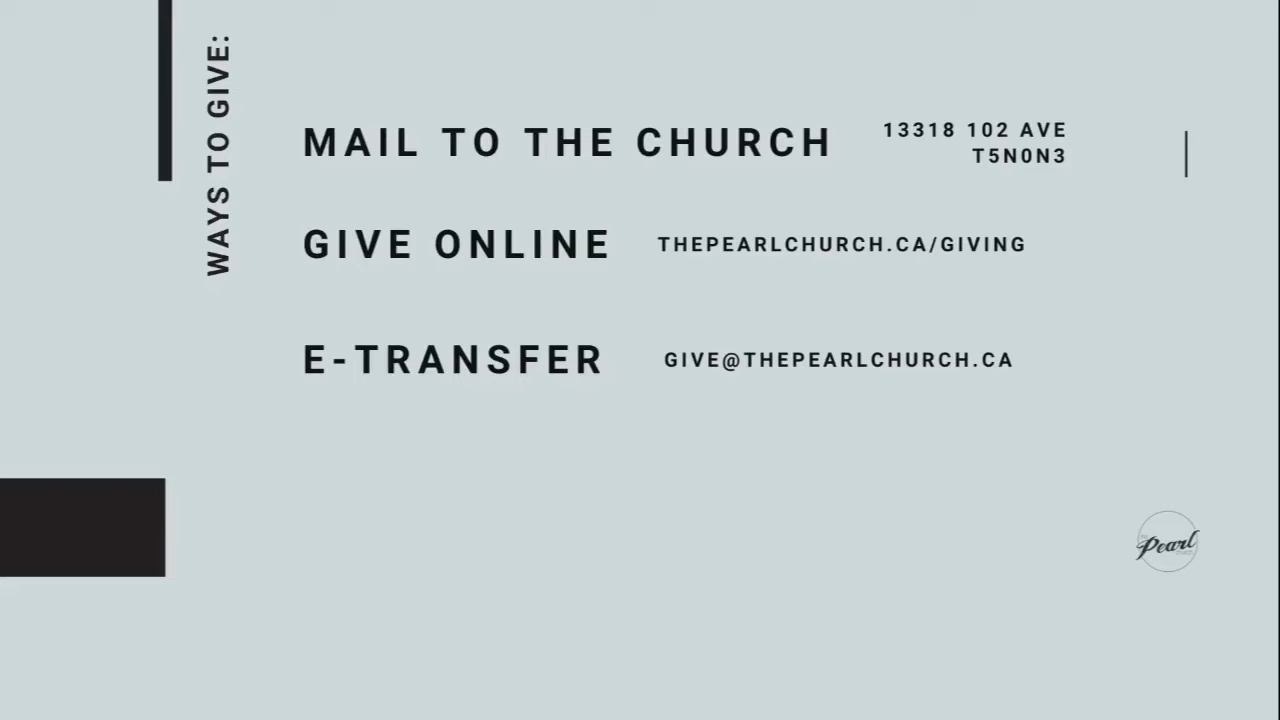 WAYS TO GIVE:
MAIL TO THE CHURCH
13318 102 AVE
T5N0N3
GIVE ONLINE
THEPEARLCHURCH.CA/GIVING
E-TRANSFER
GIVE@THEPEARLCHURCH.CA
Pearl